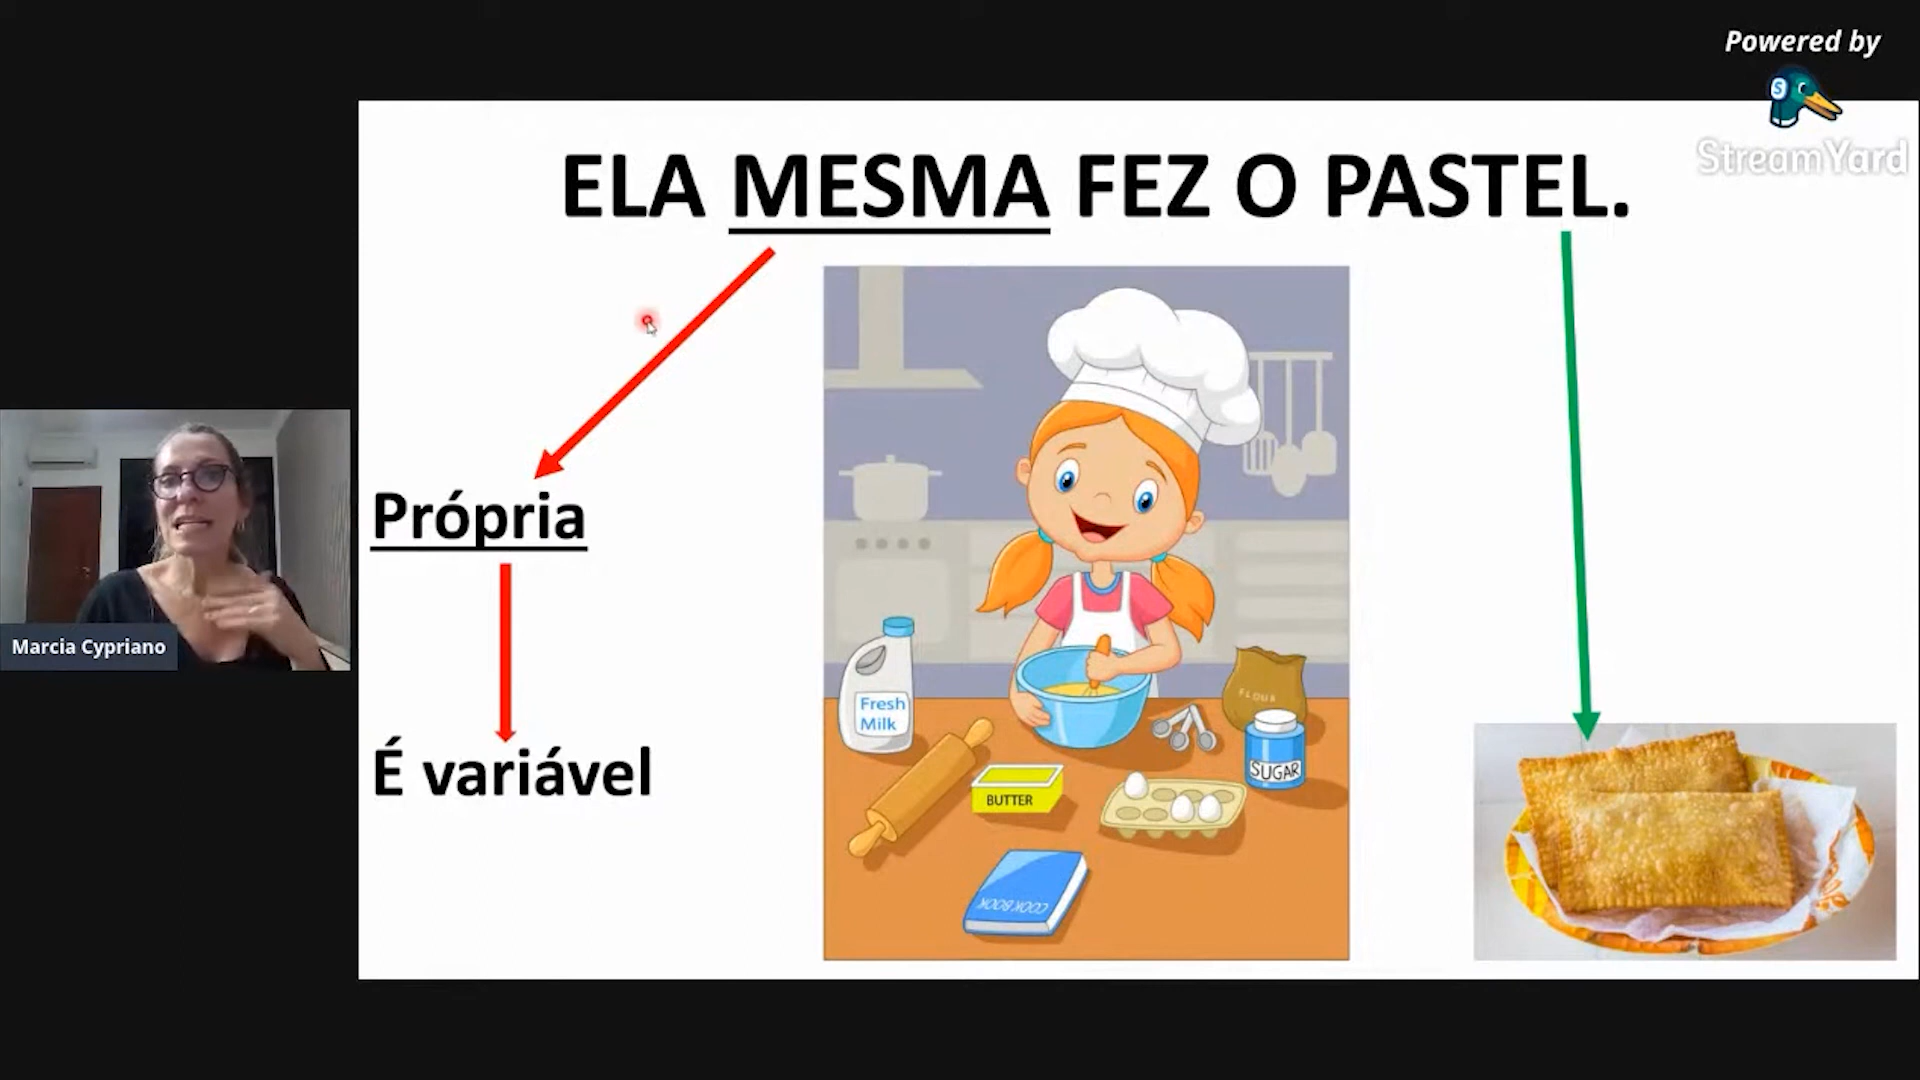 Powered by
StreamYard
ELA MESMA FEZ O PASTEL.
Própria
É variável
Marcia Cypriano
Fresh
Milk
FLOUR
SUGAR
BUTTER
COOK BOOK